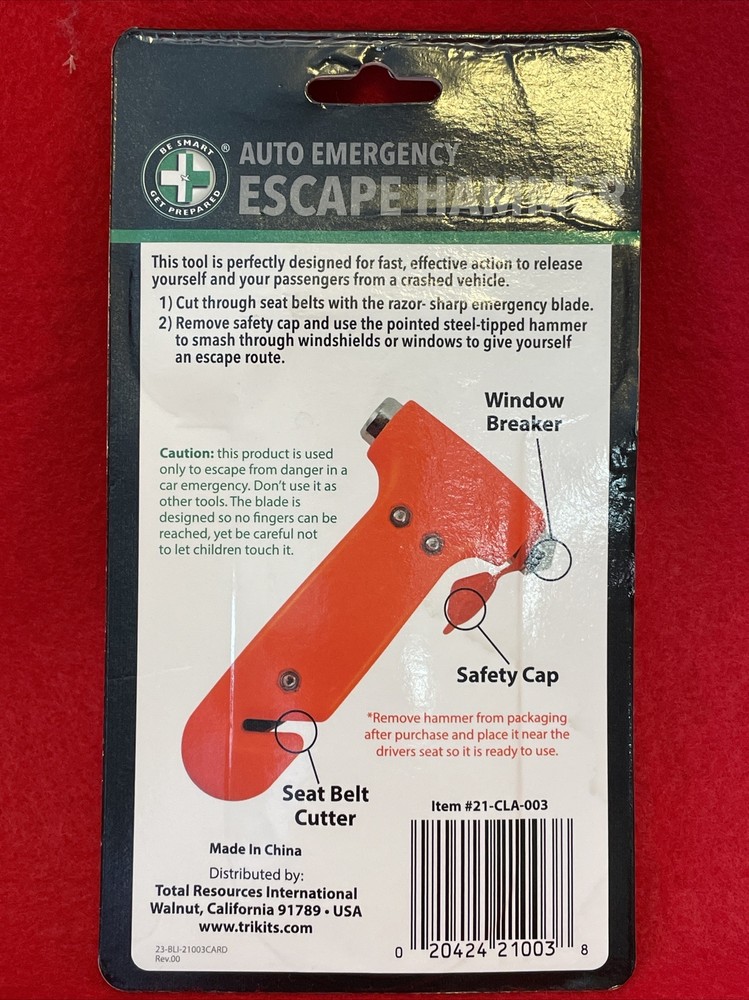 BE SMART
GET PREPARED
®
AUTO EMERGENCY
ESCAPE HAMMER
This tool is perfectly designed for fast, effective action to release
yourself and your passengers from a crashed vehicle.
1) Cut through seat belts with the razor- sharp emergency blade.
2) Remove safety cap and use the pointed steel-tipped hammer
to smash through windshields or windows to give yourself
an escape route.
Window
Breaker
Caution: this product is used
only to escape from danger in a
car emergency. Don't use it as
other tools. The blade is
designed so no fingers can be
reached, yet be careful not
to let children touch it.
Safety Cap
*Remove hammer from packaging
after purchase and place it near the
drivers seat so it is ready to use.
Seat Belt
Cutter
Item #21-CLA-003
Made In China
Distributed by:
Total Resources International
Walnut, California 91789 • USA
www.trikits.com
23-BLI-21003CARD
Rev.00
0 20424 21003 8